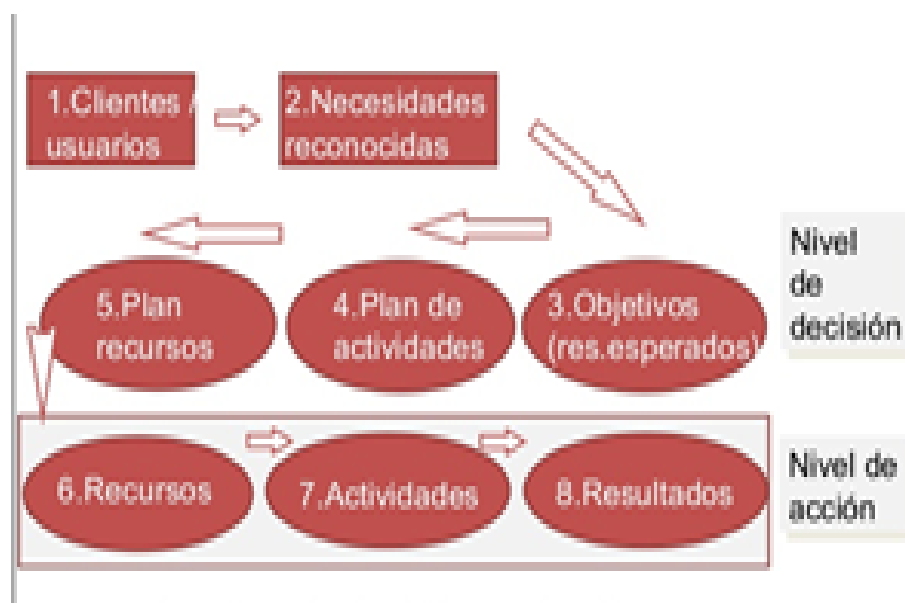 1.Clientes /
usuarios
2.Necesidades
reconocidas
5.Plan
recursos
4.Plan de
actividades
3.Objetivos
(res.esperados)
Nivel
de
decisión
6.Recursos
7.Actividades
8.Resultados
Nivel de
acción